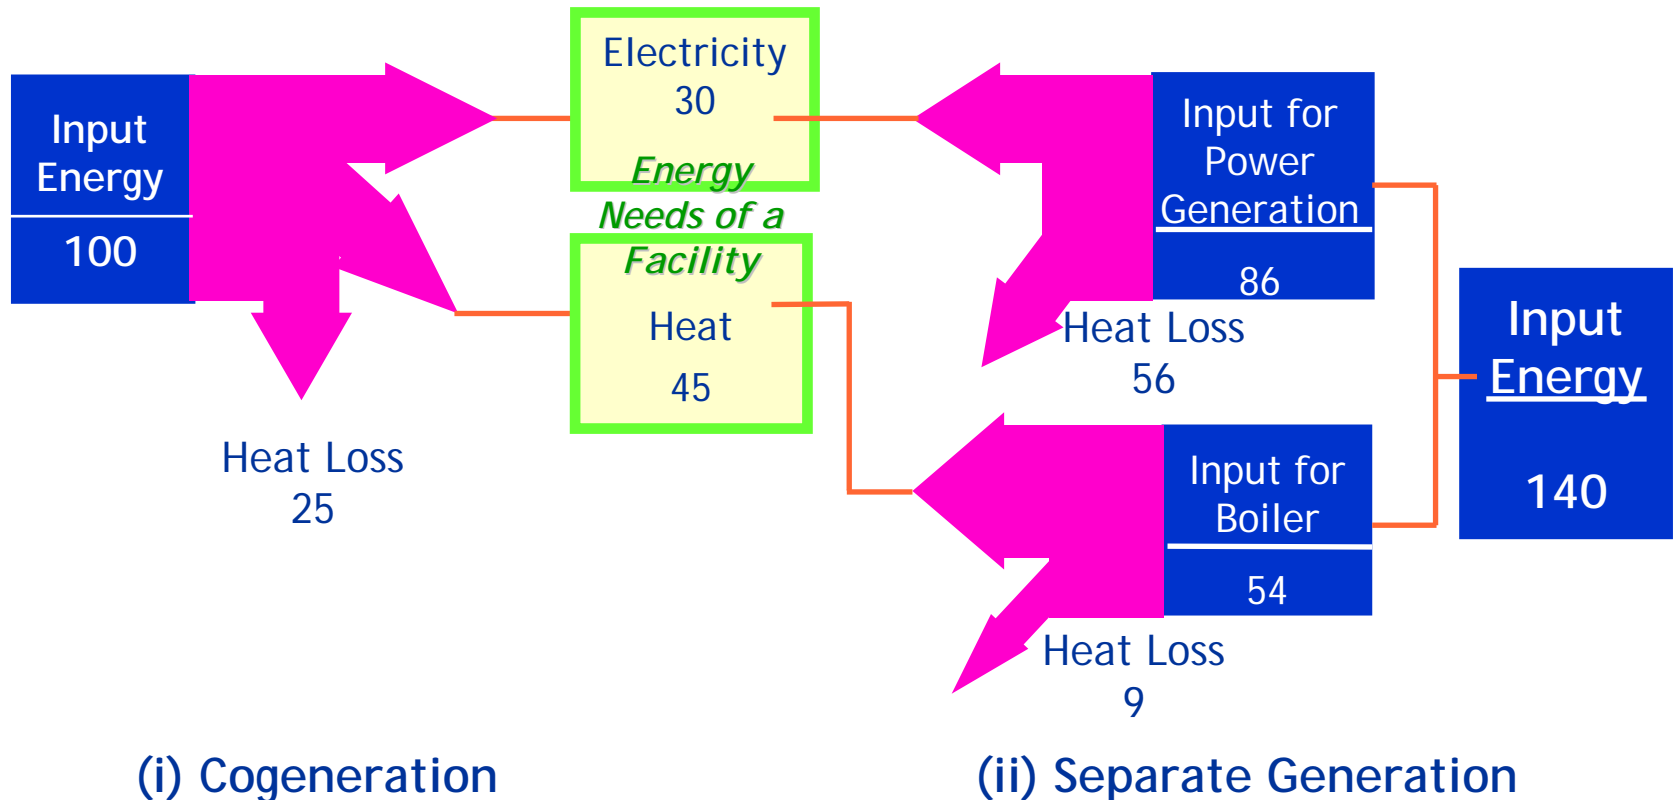 Input
Energy
100
Heat Loss
25
Electricity
30
Energy
Needs of a
Facility
Heat
45
Input for
Power
Generation
86
Heat Loss
56
Input for
Boiler
54
Heat Loss
9
Input
Energy
140
(i) Cogeneration
(ii) Separate Generation